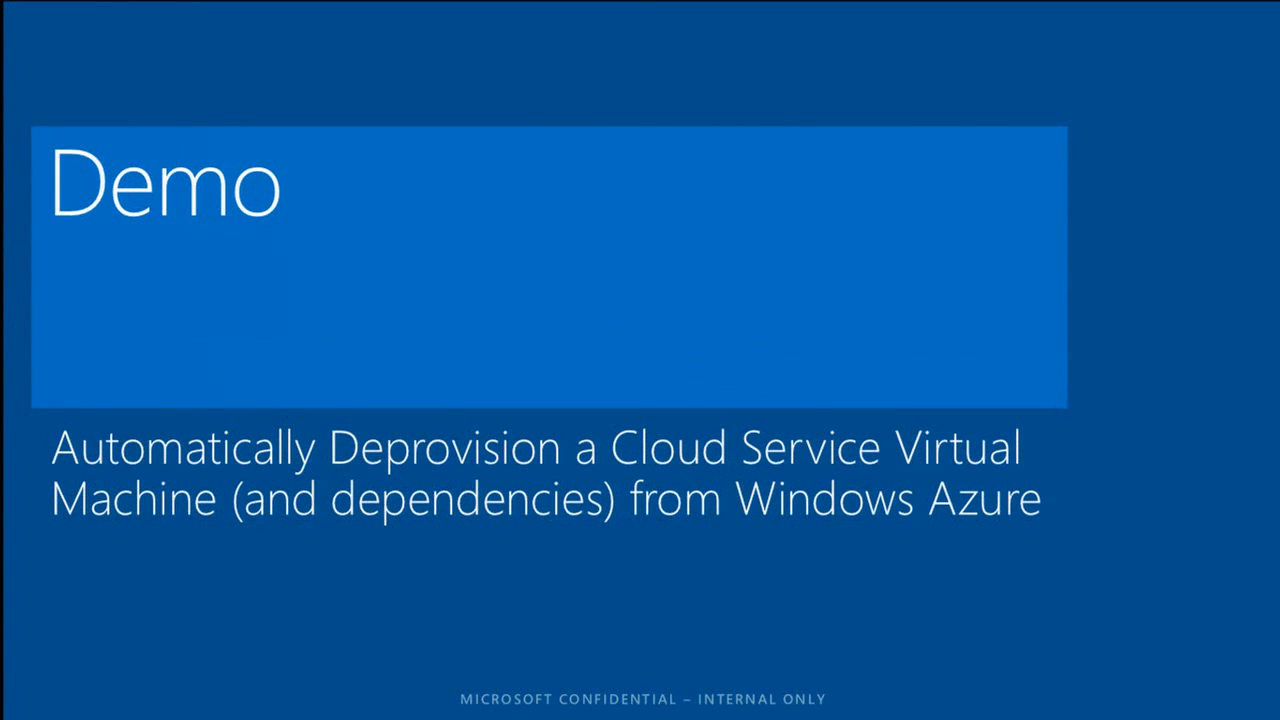 Demo
Automatically Deprovision a Cloud Service Virtual
Machine (and dependencies) from Windows Azure
MICROSOFT CONFIDENTIAL – INTERNAL ONLY